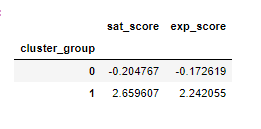 sat_score exp_score
cluster_group
0 -0.204767 -0.172619
1 2.659607 2.242055